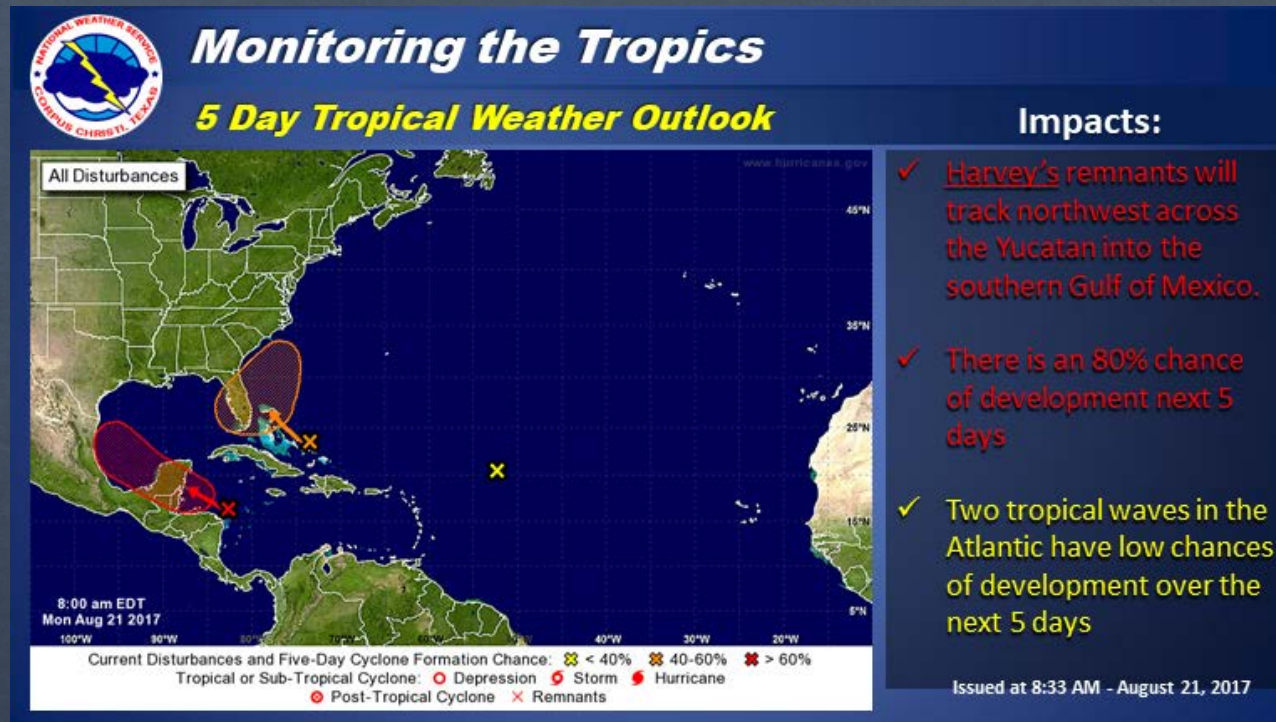 NATIONAL WEATHER SERVICE
CORPUS CHRISTI, TEXAS
Monitoring the Tropics
5 Day Tropical Weather Outlook
All Disturbances
www.hurricanes.gov
45°N
35°N
25°N
15°N
5°N
8:00 am EDT
Mon Aug 21 2017
100°W 90°W 80°W 70°W 60°W 40°W 30°W 20°W
Current Disturbances and Five-Day Cyclone Formation Chance: < 40% 40-60% > 60%
Tropical or Sub-Tropical Cyclone: Depression Storm Hurricane
Post-Tropical Cyclone Remnants
Impacts:
✓ Harvey's remnants will
track northwest across
the Yucatan into the
southern Gulf of Mexico.
✓ There is an 80% chance
of development next 5
days
✓ Two tropical waves in the
Atlantic have low chances
of development over the
next 5 days
Issued at 8:33 AM - August 21, 2017